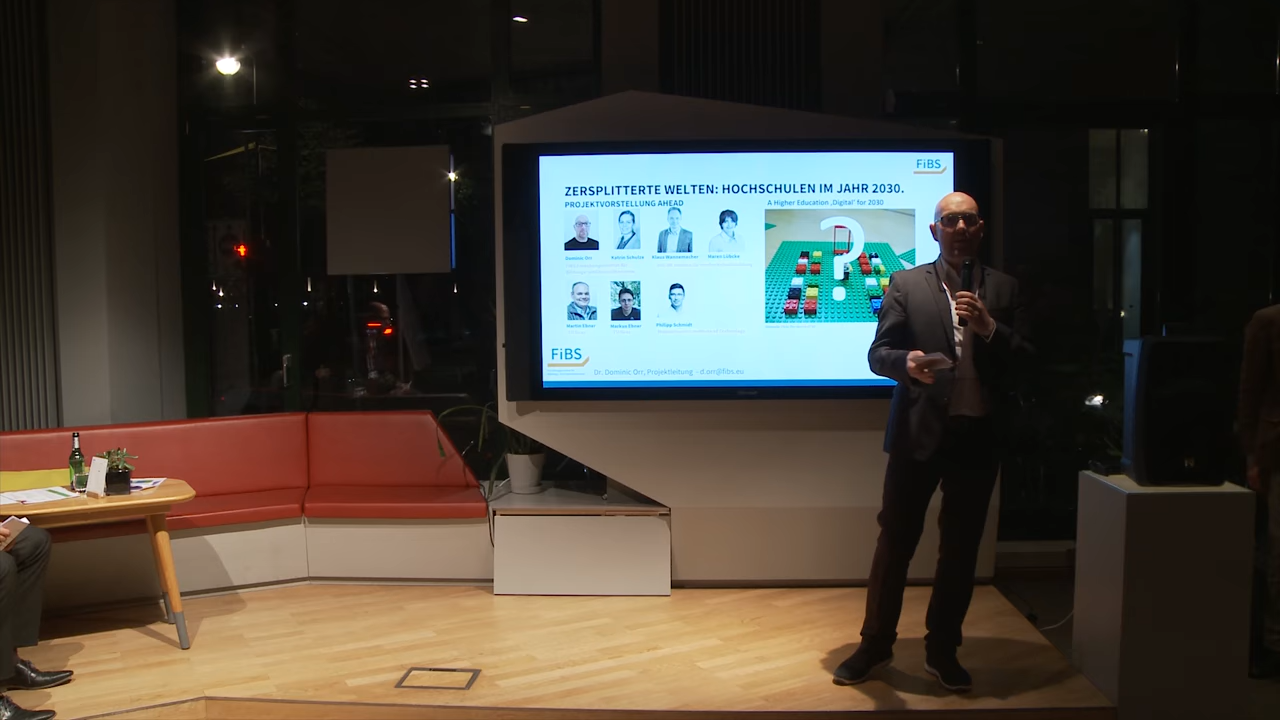 FiBS
ZERSPLITTERTE WELTEN: HOCHSCHULEN IM JAHR 2030.
PROJEKTVORSTELLUNG AHEAD
A Higher Education ‚Digital' for 2030
?
Dominic Orr
Katrin Schulze
Klaus Wannemacher
Maren Lübcke
Martin Ebner
Markus Ebner
Philipp Schmidt
FiBS
Dr. Dominic Orr, Projektleitung - d.orr@fibs.eu